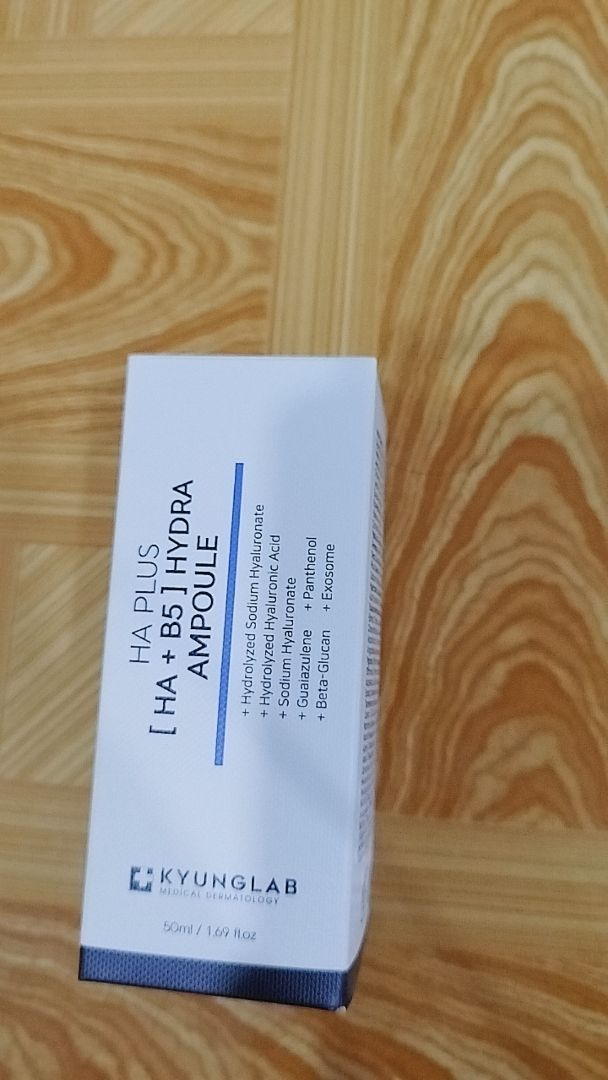 HA PLUS
[ HA + B5 ] HYDRA
AMPOULE
+ Hydrolyzed Sodium Hyaluronate
+ Hydrolyzed Hyaluronic Acid
+ Sodium Hyaluronate
+ Guaiazulene + Panthenol
+ Beta-Glucan + Exosome
KYUNGLAB
MEDICAL DERMATOLOGY
50ml / 1.69 fl.oz